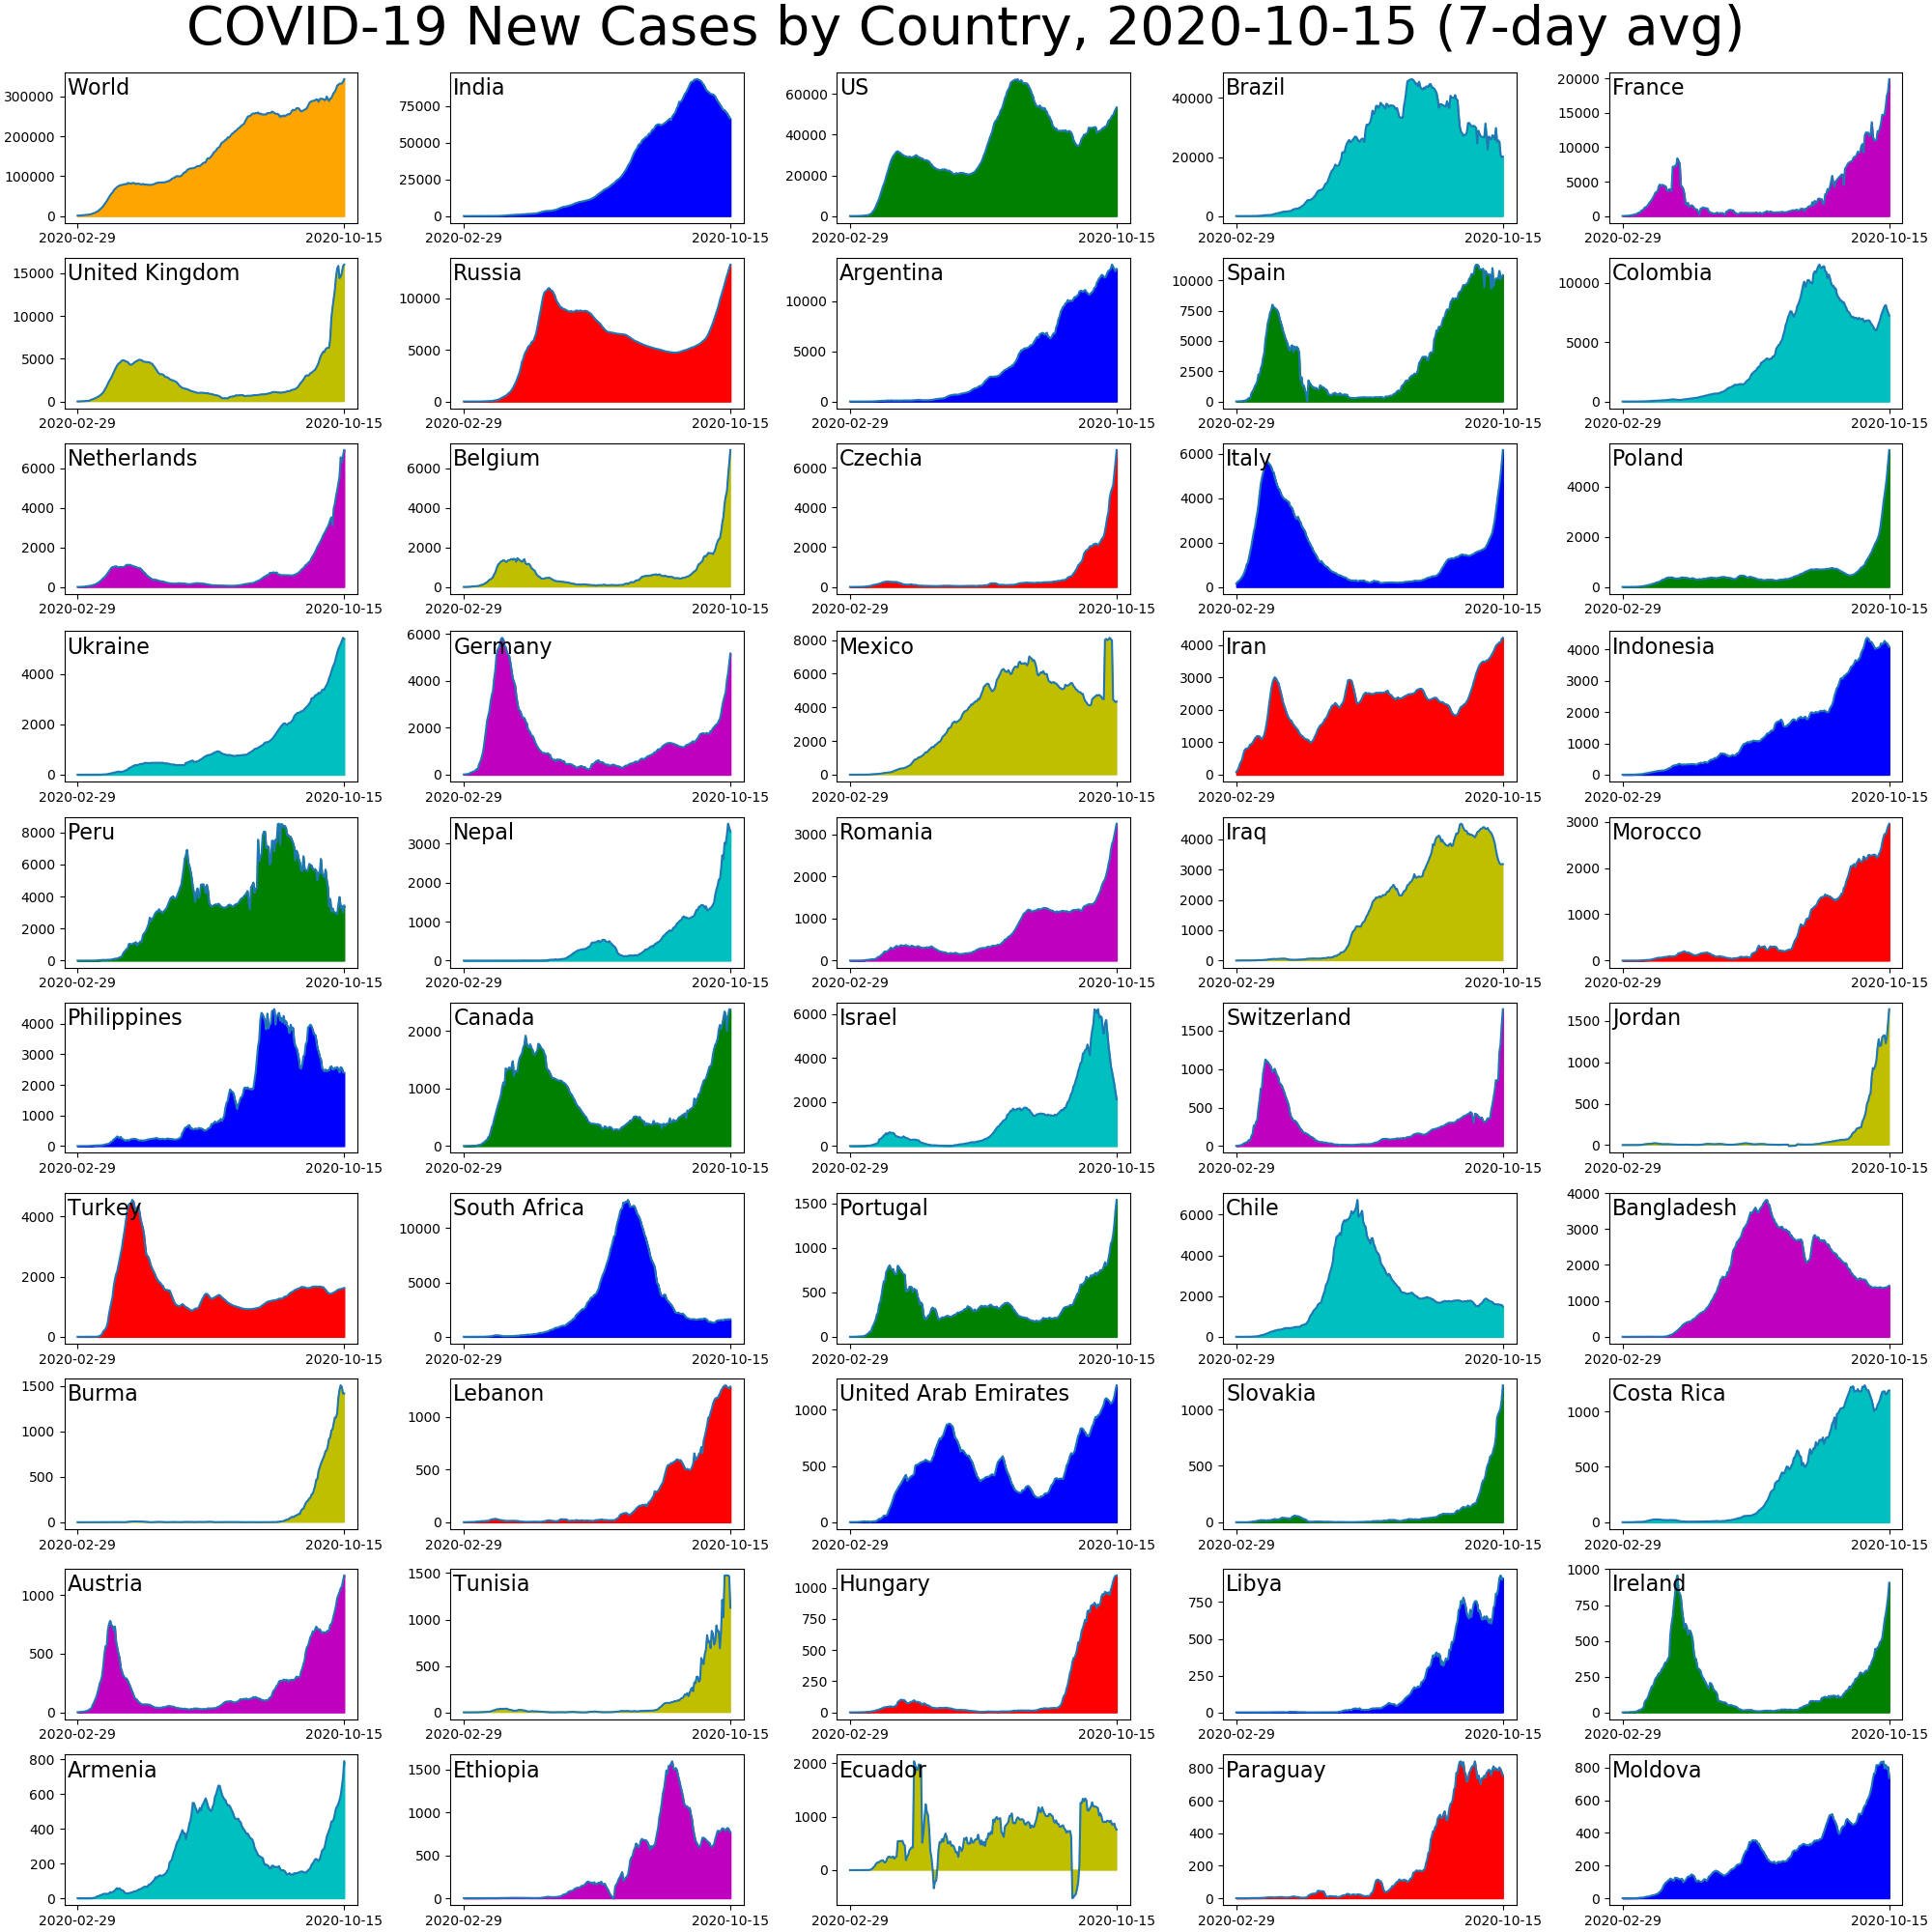 COVID-19 New Cases by Country, 2020-10-15 (7-day avg)
World India US Brazil France
300000 200000 100000 0 75000 50000 25000 0 60000 40000 20000 0 40000 20000 0 20000 15000 10000 5000 0
2020-02-29 2020-10-15 2020-02-29 2020-10-15 2020-02-29 2020-10-15 2020-02-29 2020-10-15 2020-02-29 2020-10-15
United Kingdom Russia Argentina Spain Colombia
15000 10000 5000 0 10000 5000 0 10000 5000 0 10000 7500 5000 2500 0 10000 5000 0
2020-02-29 2020-10-15 2020-02-29 2020-10-15 2020-02-29 2020-10-15 2020-02-29 2020-10-15 2020-02-29 2020-10-15
Netherlands Belgium Czechia Italy Poland
6000 4000 2000 0 6000 4000 2000 0 6000 4000 2000 0 6000 4000 2000 0 4000 2000 0
2020-02-29 2020-10-15 2020-02-29 2020-10-15 2020-02-29 2020-10-15 2020-02-29 2020-10-15 2020-02-29 2020-10-15
Ukraine Germany Mexico Iran Indonesia
4000 2000 0 6000 4000 2000 0 8000 6000 4000 2000 0 4000 3000 2000 1000 0 4000 3000 2000 1000 0
2020-02-29 2020-10-15 2020-02-29 2020-10-15 2020-02-29 2020-10-15 2020-02-29 2020-10-15 2020-02-29 2020-10-15
Peru Nepal Romania Iraq Morocco
8000 6000 4000 2000 0 3000 2000 1000 0 3000 2000 1000 0 4000 3000 2000 1000 0 3000 2000 1000 0
2020-02-29 2020-10-15 2020-02-29 2020-10-15 2020-02-29 2020-10-15 2020-02-29 2020-10-15 2020-02-29 2020-10-15
Philippines Canada Israel Switzerland Jordan
4000 3000 2000 1000 0 2000 1000 0 6000 4000 2000 0 1500 1000 500 0 1500 1000 500 0
2020-02-29 2020-10-15 2020-02-29 2020-10-15 2020-02-29 2020-10-15 2020-02-29 2020-10-15 2020-02-29 2020-10-15
Turkey South Africa Portugal Chile Bangladesh
4000 2000 0 10000 5000 0 1500 1000 500 0 6000 4000 2000 0 4000 3000 2000 1000 0
2020-02-29 2020-10-15 2020-02-29 2020-10-15 2020-02-29 2020-10-15 2020-02-29 2020-10-15 2020-02-29 2020-10-15
Burma Lebanon United Arab Emirates Slovakia Costa Rica
1500 1000 500 0 1000 500 0 1000 500 0 1000 500 0 1000 500 0
2020-02-29 2020-10-15 2020-02-29 2020-10-15 2020-02-29 2020-10-15 2020-02-29 2020-10-15 2020-02-29 2020-10-15
Austria Tunisia Hungary Libya Ireland
1000 500 0 1500 1000 500 0 1000 750 500 250 0 750 500 250 0 1000 750 500 250 0
2020-02-29 2020-10-15 2020-02-29 2020-10-15 2020-02-29 2020-10-15 2020-02-29 2020-10-15 2020-02-29 2020-10-15
Armenia Ethiopia Ecuador Paraguay Moldova
800 600 400 200 0 1500 1000 500 0 2000 1000 0 800 600 400 200 0 800 600 400 200 0
2020-02-29 2020-10-15 2020-02-29 2020-10-15 2020-02-29 2020-10-15 2020-02-29 2020-10-15 2020-02-29 2020-10-15